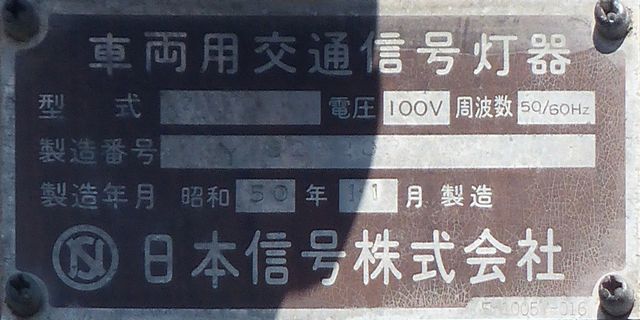 車両用交通信号灯器
型式 電圧 100V 周波数 50/60Hz
製造番号
製造年月 昭和 50 年 11 月 製造
日本信号株式会社